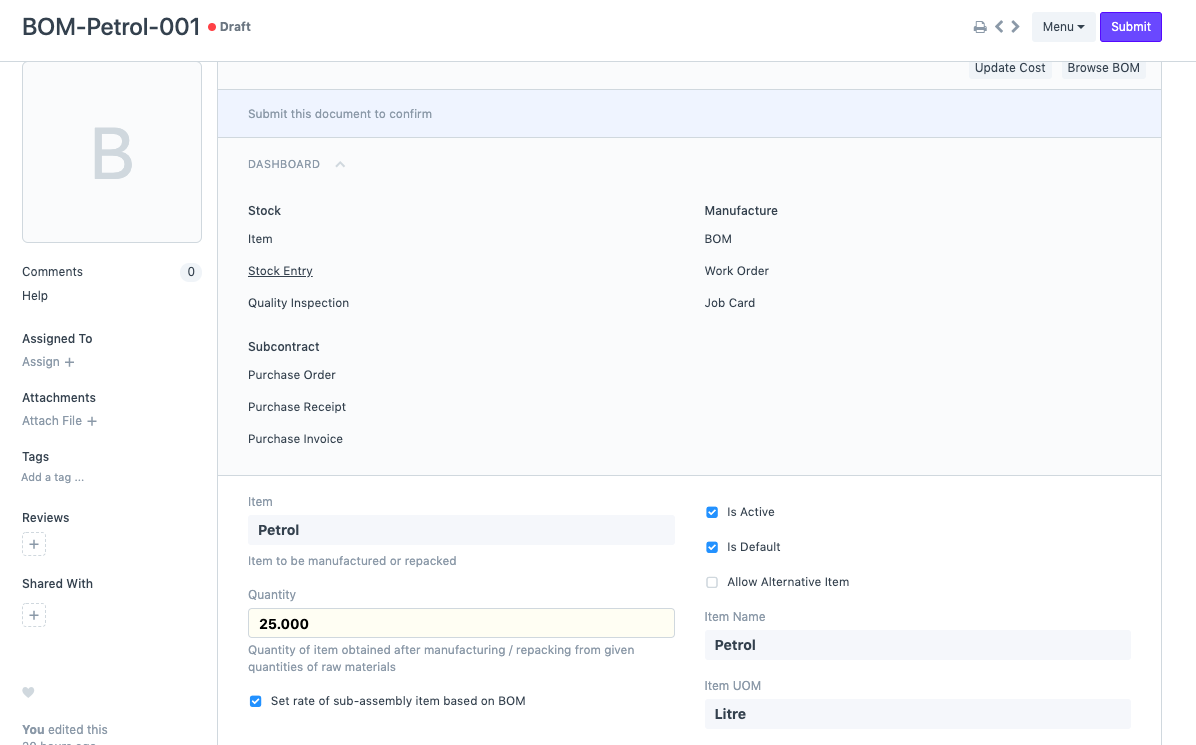 BOM-Petrol-001 Draft
Menu
Submit
Update Cost
Browse BOM
B
Comments 0
Help
Assigned To
Assign +
Attachments
Attach File +
Tags
Add a tag ...
Reviews
+
Shared With
+
You edited this
Submit this document to confirm
DASHBOARD
Stock
Item
Stock Entry
Quality Inspection
Manufacture
BOM
Work Order
Job Card
Subcontract
Purchase Order
Purchase Receipt
Purchase Invoice
Item
Petrol
Item to be manufactured or repacked
Quantity
25.000
Quantity of item obtained after manufacturing / repacking from given
quantities of raw materials
Set rate of sub-assembly item based on BOM
Is Active
Is Default
Allow Alternative Item
Item Name
Petrol
Item UOM
Litre